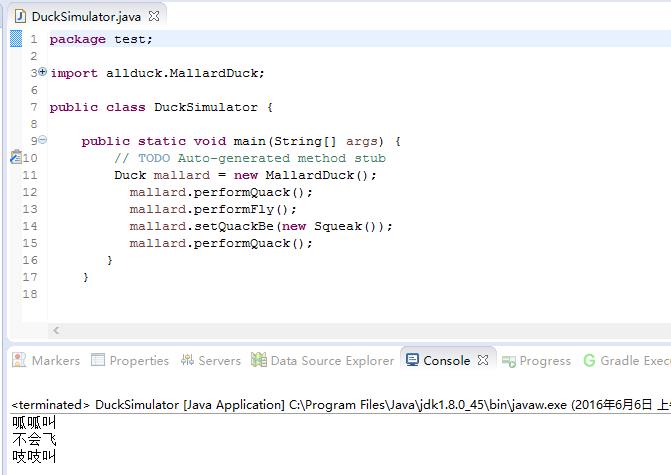 DuckSimulator.java
1 package test;
2
3 import allduck.MallardDuck;
6
7 public class DuckSimulator {
8
9 public static void main(String[] args) {
10 // TODO Auto-generated method stub
11 Duck mallard = new MallardDuck();
12 mallard.performQuack();
13 mallard.performFly();
14 mallard.setQuackBe(new Squeak());
15 mallard.performQuack();
16 }
17 }
18
Markers Properties Servers Data Source Explorer Console Progress Gradle Exec
<terminated> DuckSimulator [Java Application] C:\Program Files\Java\jdk1.8.0_45\bin\javaw.exe (2016年6月6日 上
呱呱叫
不会飞
吱吱叫